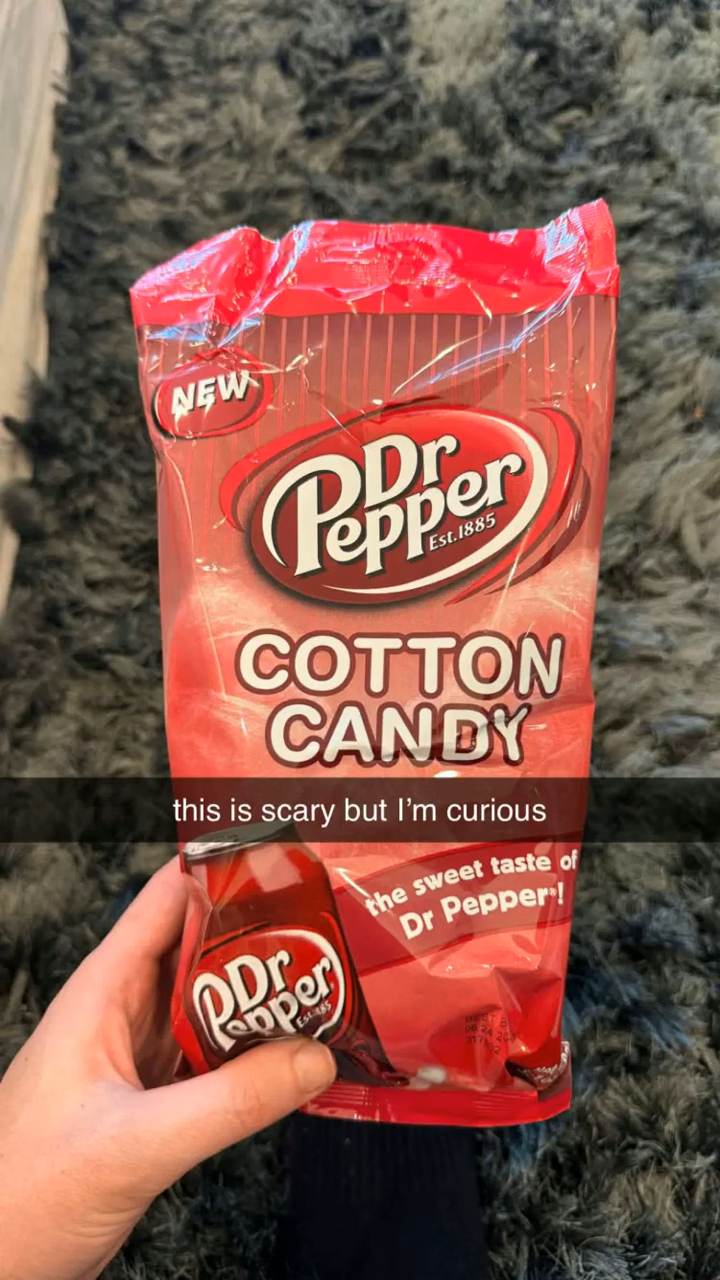 NEW
Dr
Pepper
Est.1885
COTTON
CANDY
this is scary but I'm curious
the sweet taste of
Dr Pepper®!
Dr
Pepper